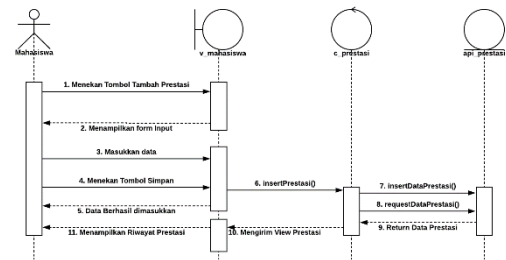 Mahasiswa
v_mahasiswa
c_prestasi
api_prestasi
1. Menekan Tombol Tambah Prestasi
2. Menampilkan form Input
3. Masukkan data
4. Menekan Tombol Simpan
6. insertPrestasi()
7. insertDataPrestasi()
8. requestDataPrestasi()
5. Data Berhasil dimasukkan
9. Return Data Prestasi
11. Menampilkan Riwayat Prestasi
10. Mengirim View Prestasi